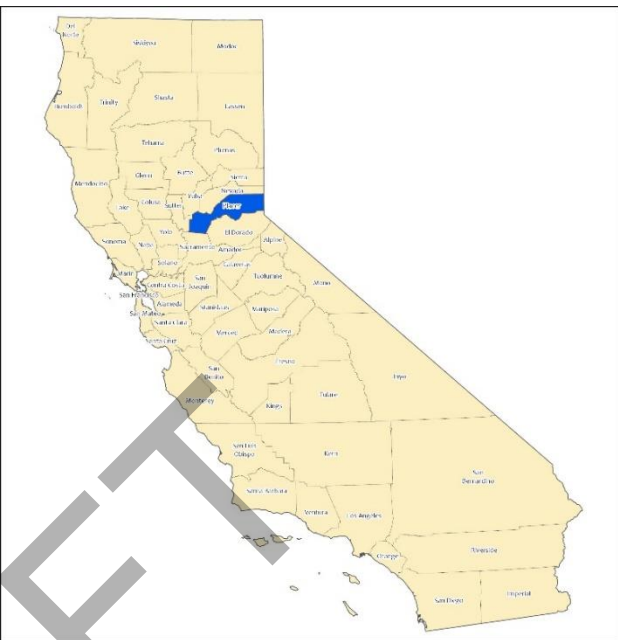 Del
Norte
Siskiyou
Modoc
Humboldt
Trinity
Shasta
Lassen
Tehama
Plumas
Mendocino
Glenn
Butte
Sierra
Nevada
Yuba
Placer
Lake
Colusa
Sutter
Yolo
El Dorado
Sonoma
Napa
Sacramento
Amador
Alpine
Solano
Calaveras
Marin
Contra Costa
San
Joaquin
Tuolumne
Mono
San Francisco
Alameda
Stanislaus
Mariposa
San Mateo
Santa Clara
Merced
Madera
Santa Cruz
San
Benito
Fresno
Inyo
Monterey
Kings
Tulare
San Luis
Obispo
Kern
San
Bernardino
Santa Barbara
Ventura
Los Angeles
Orange
Riverside
San Diego
Imperial
FT